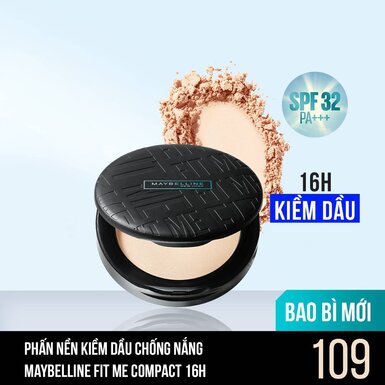 SPF 32
PA+++
16H
KIỀM DẦU
MAYBELLINE
BAO BÌ MỚI
PHẤN NỀN KIỀM DẦU CHỐNG NẮNG
MAYBELLINE FIT ME COMPACT 16H
109